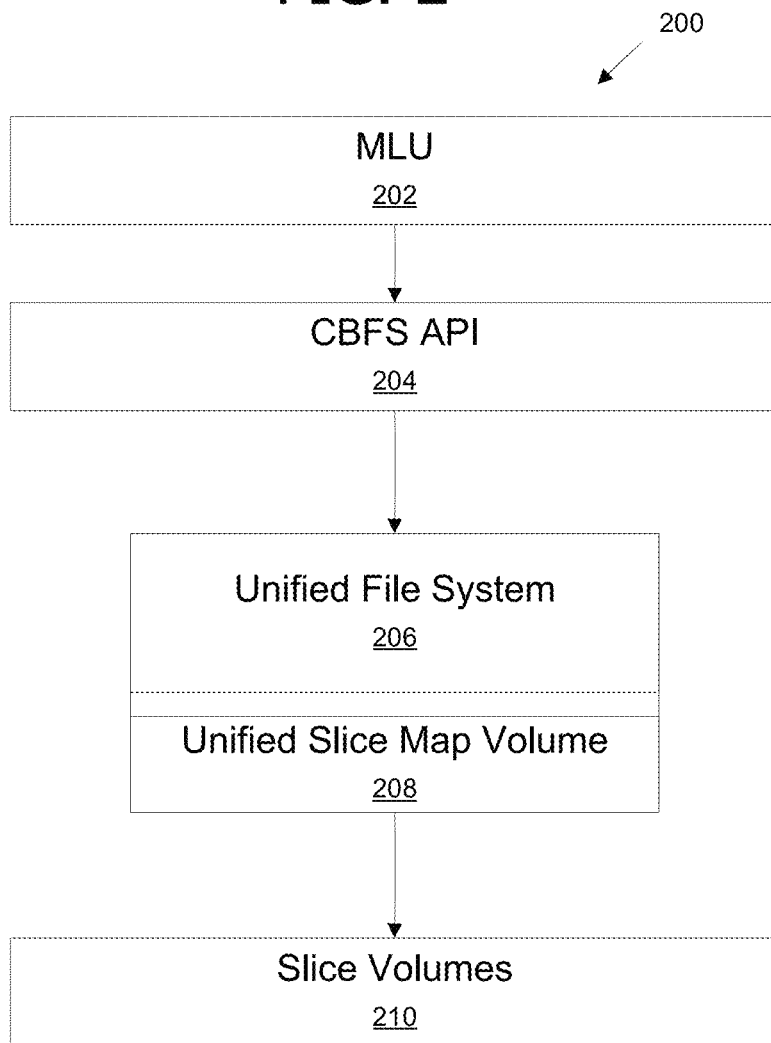 200
MLU
202
CBFS API
204
Unified File System
206
Unified Slice Map Volume
208
Slice Volumes
210